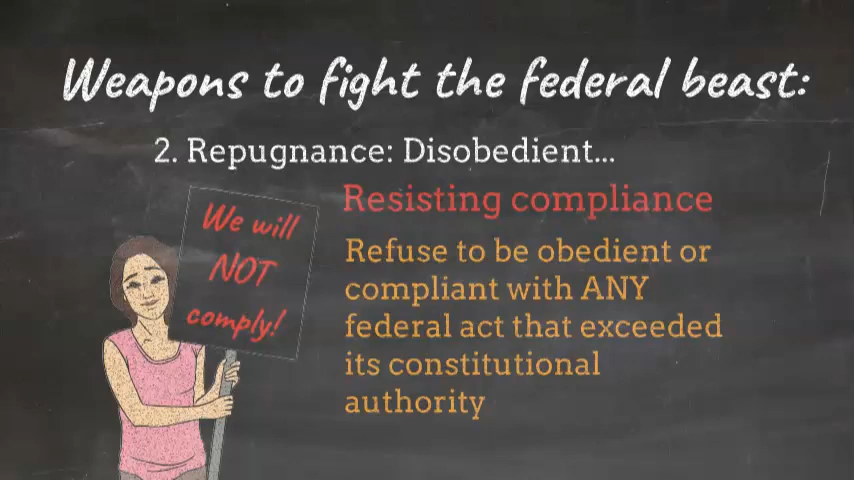 Weapons to fight the federal beast:
2. Repugnance: Disobedient...
We will
NOT
comply!
Resisting compliance
Refuse to be obedient or
compliant with ANY
federal act that exceeded
its constitutional
authority